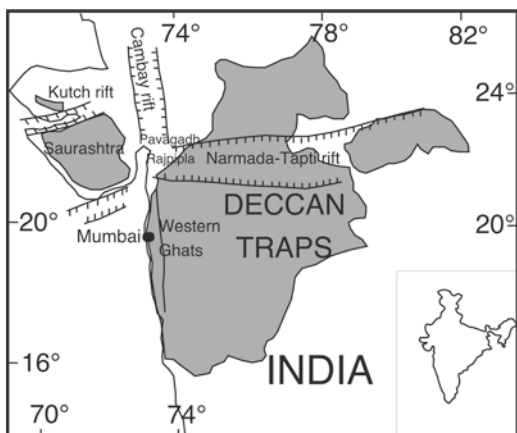 74° 78° 82°
Cambay rift
Kutch rift
24°
Pavagadh
Saurashtra
Rajpipla
Narmada-Tapti rift
DECCAN
TRAPS
20°
20°
Mumbai
Western
Ghats
16°
INDIA
70° 74°